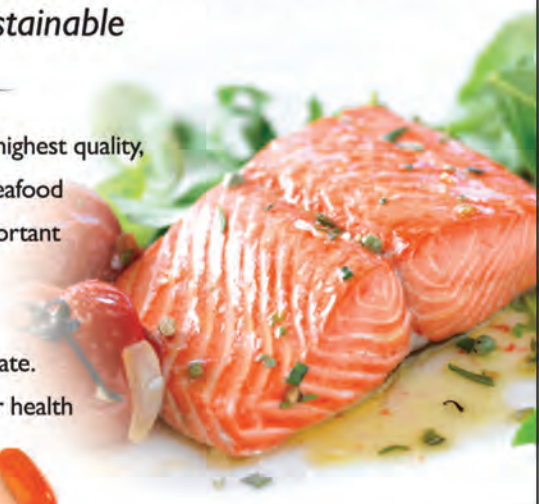 stainable
highest quality,
eafood
ortant
ate.
r health